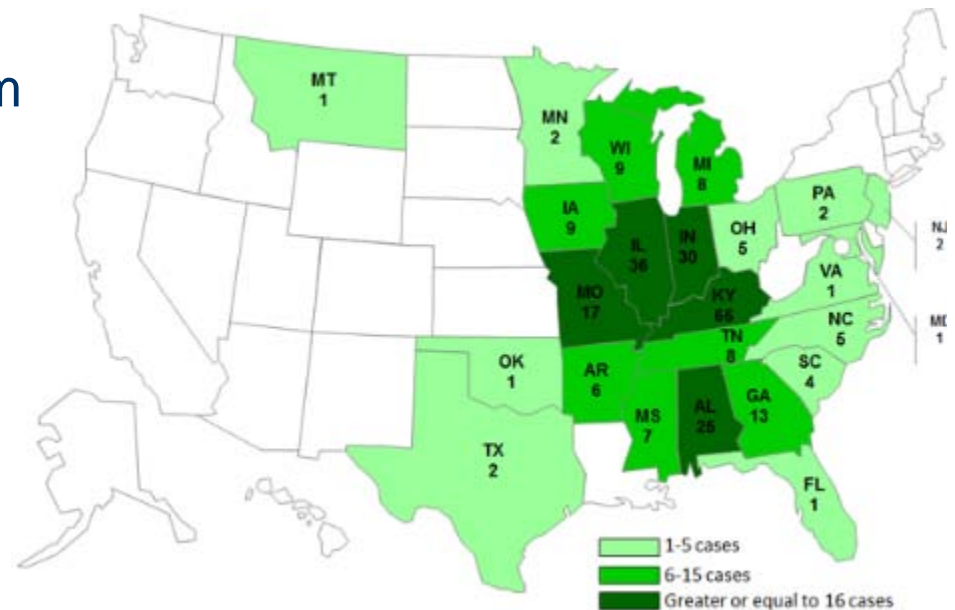 m
MT
1
MN
2
WI
9
MI
8
IA
9
IL
36
IN
30
OH
5
PA
2
NJ
2
MD
1
VA
1
MO
17
KY
65
TN
8
NC
5
SC
4
OK
1
AR
6
MS
7
AL
25
GA
13
TX
2
FL
1
1-5 cases
6-15 cases
Greater or equal to 16 cases